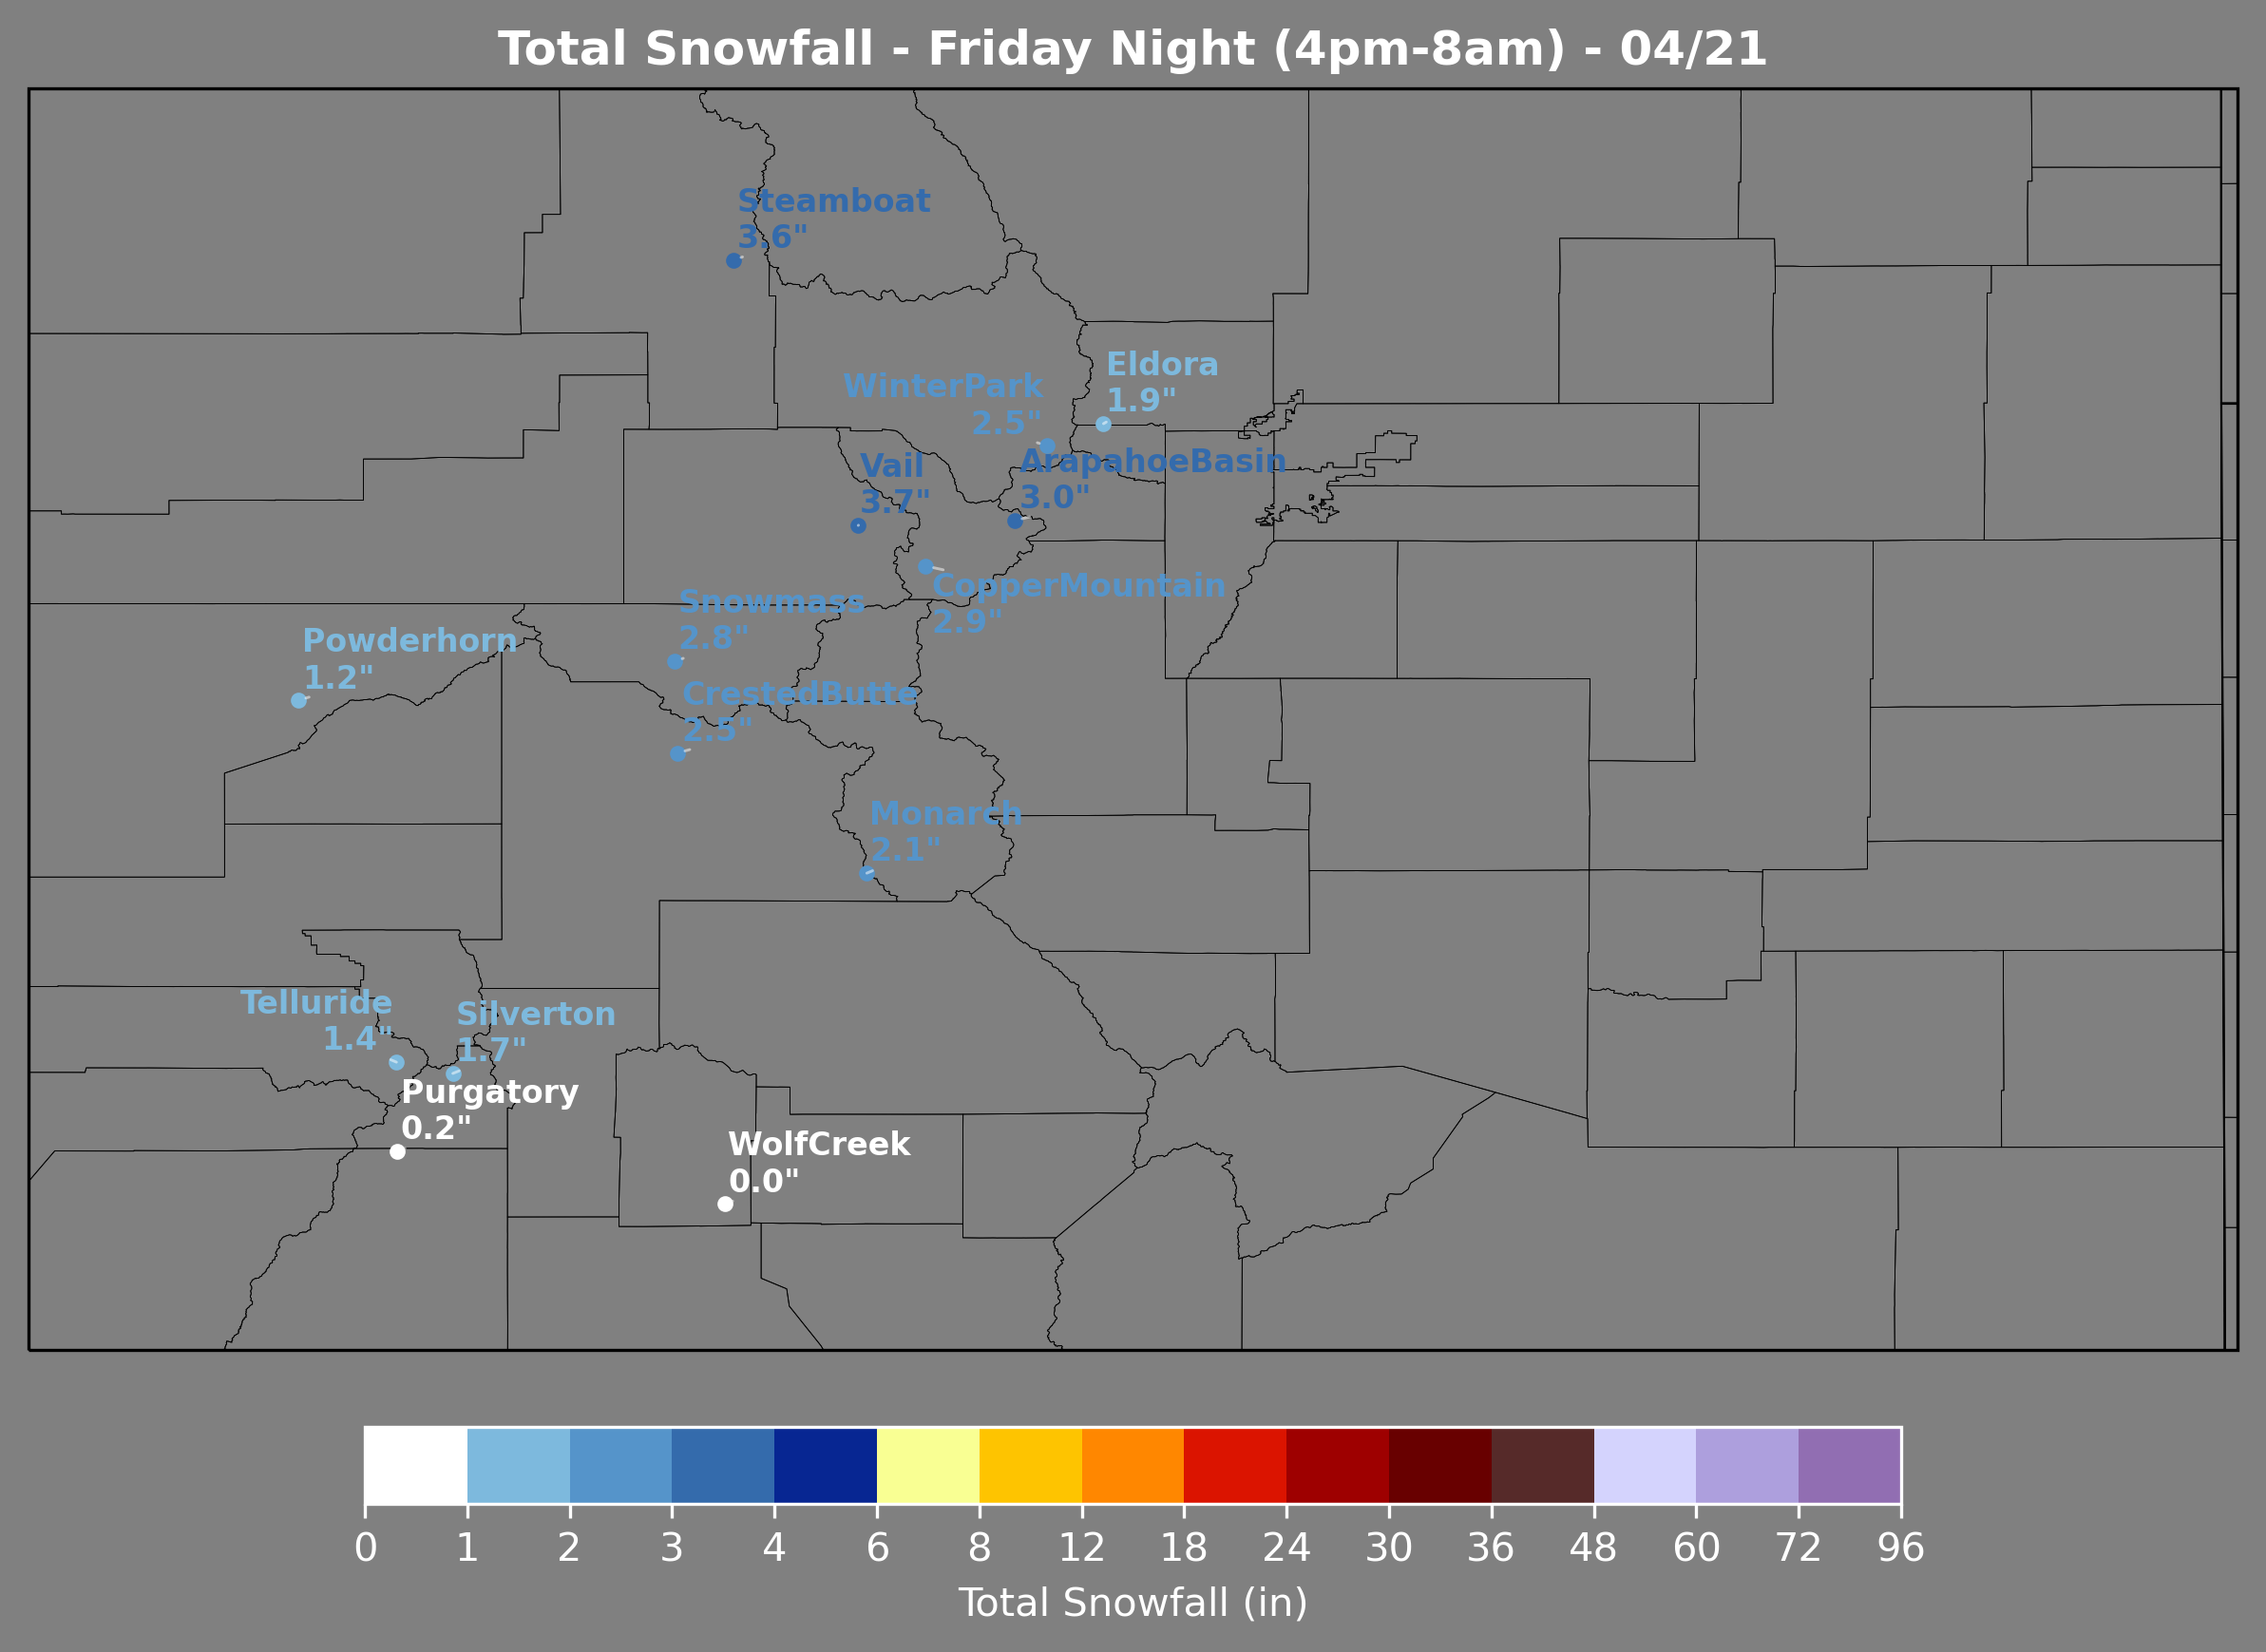 Total Snowfall - Friday Night (4pm-8am) - 04/21
Steamboat
3.6"
Eldora
1.9"
WinterPark
2.5"
Vail
3.7"
ArapahoeBasin
3.0"
CopperMountain
2.9"
Snowmass
2.8"
Powderhorn
1.2"
CrestedButte
2.5"
Monarch
2.1"
Telluride
1.4"
Silverton
1.7"
Purgatory
0.2"
WolfCreek
0.0"
0 1 2 3 4 6 8 12 18 24 30 36 48 60 72 96
Total Snowfall (in)